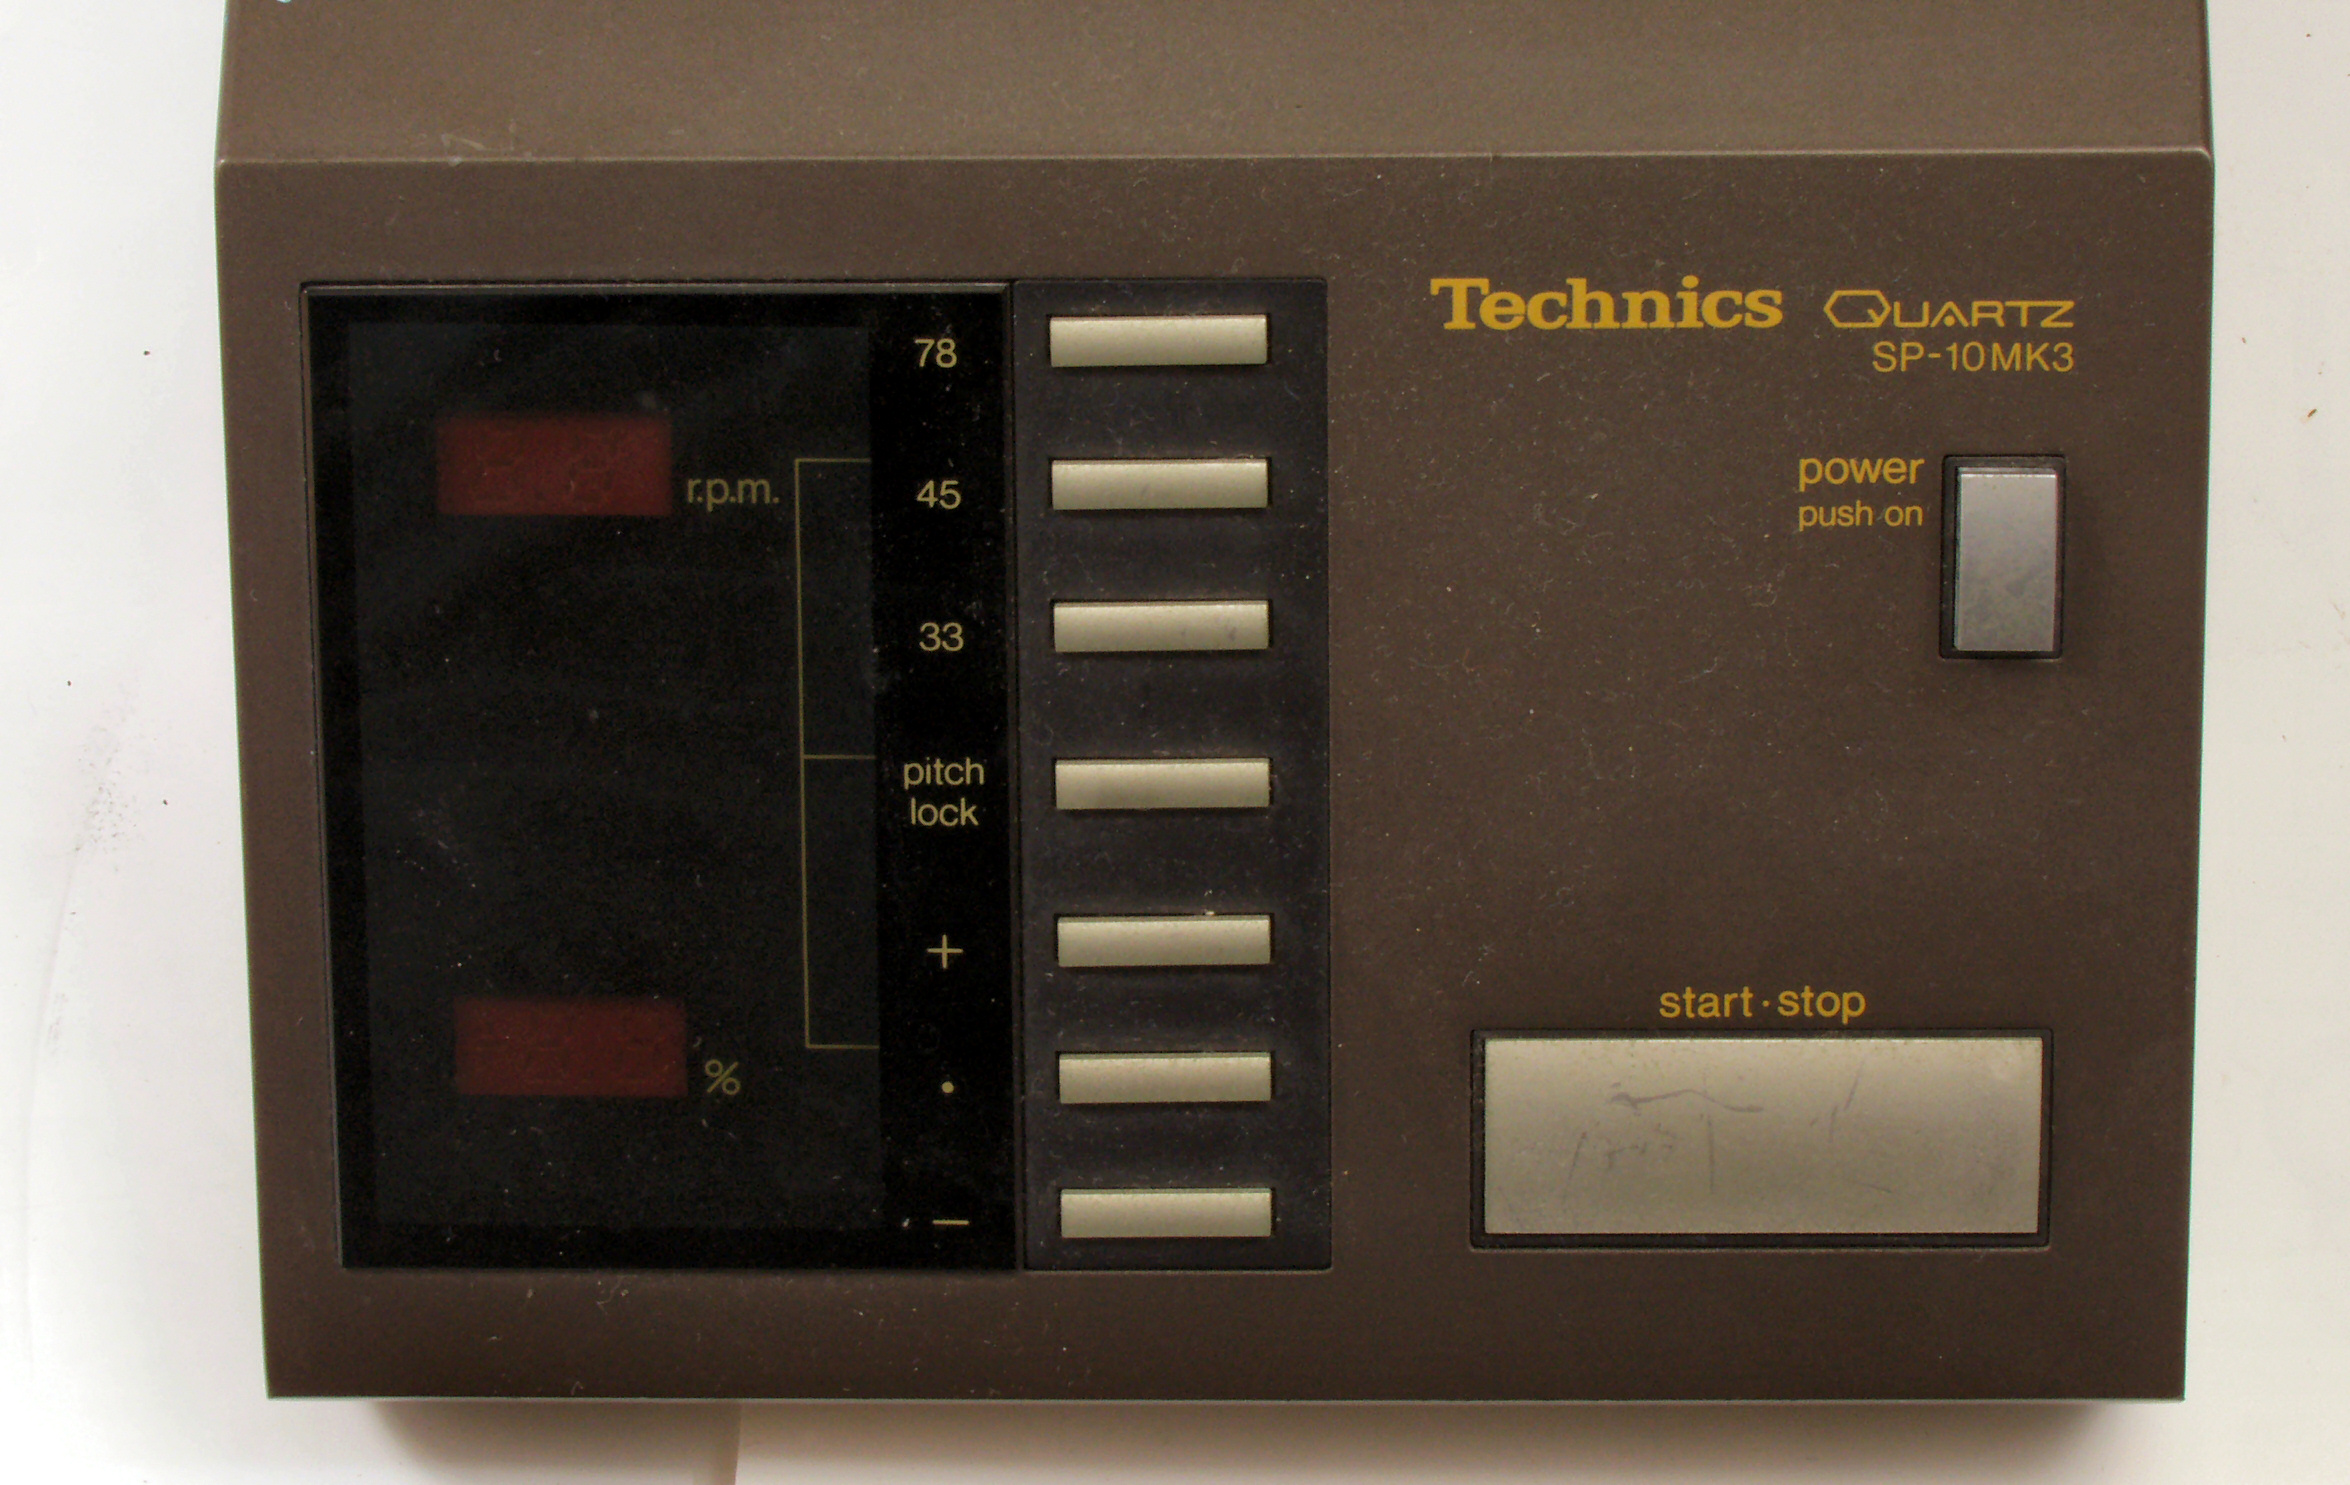 Technics QUARTZ
SP-10MK3
78
r.p.m.
45
33
pitch
lock
+
%
•
−
power
push on
start·stop